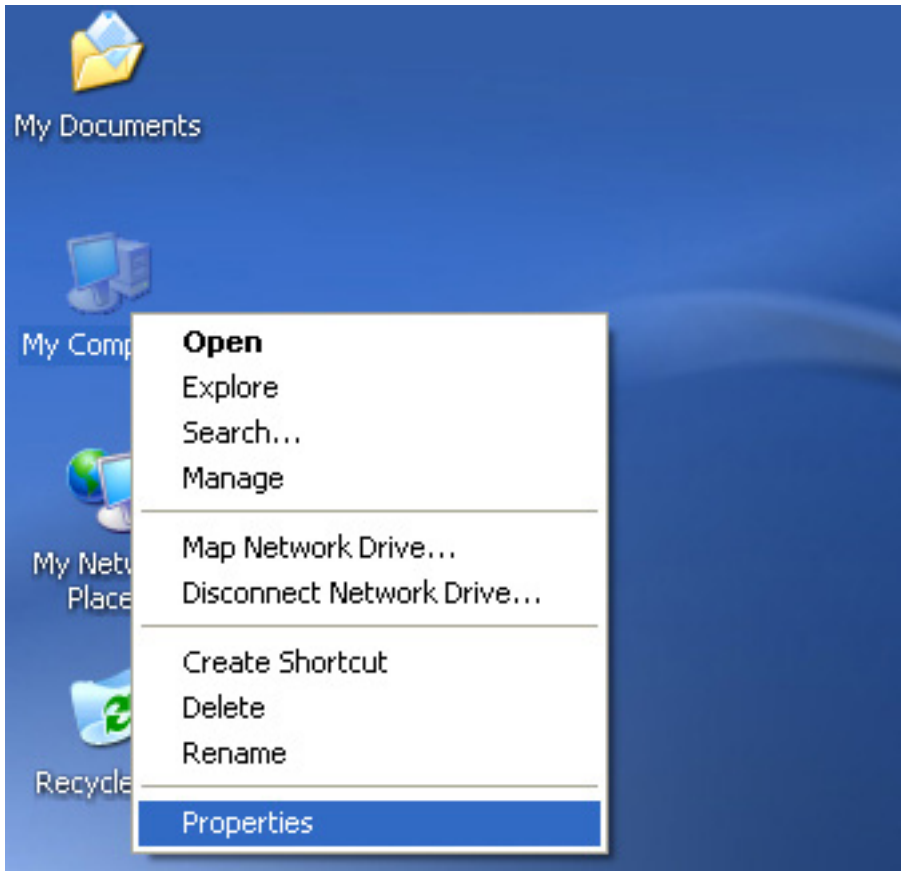 My Documents
My Comp
Open
Explore
Search...
Manage
Map Network Drive...
Disconnect Network Drive...
Create Shortcut
Delete
Rename
Properties
My Netw
Place
Recycle